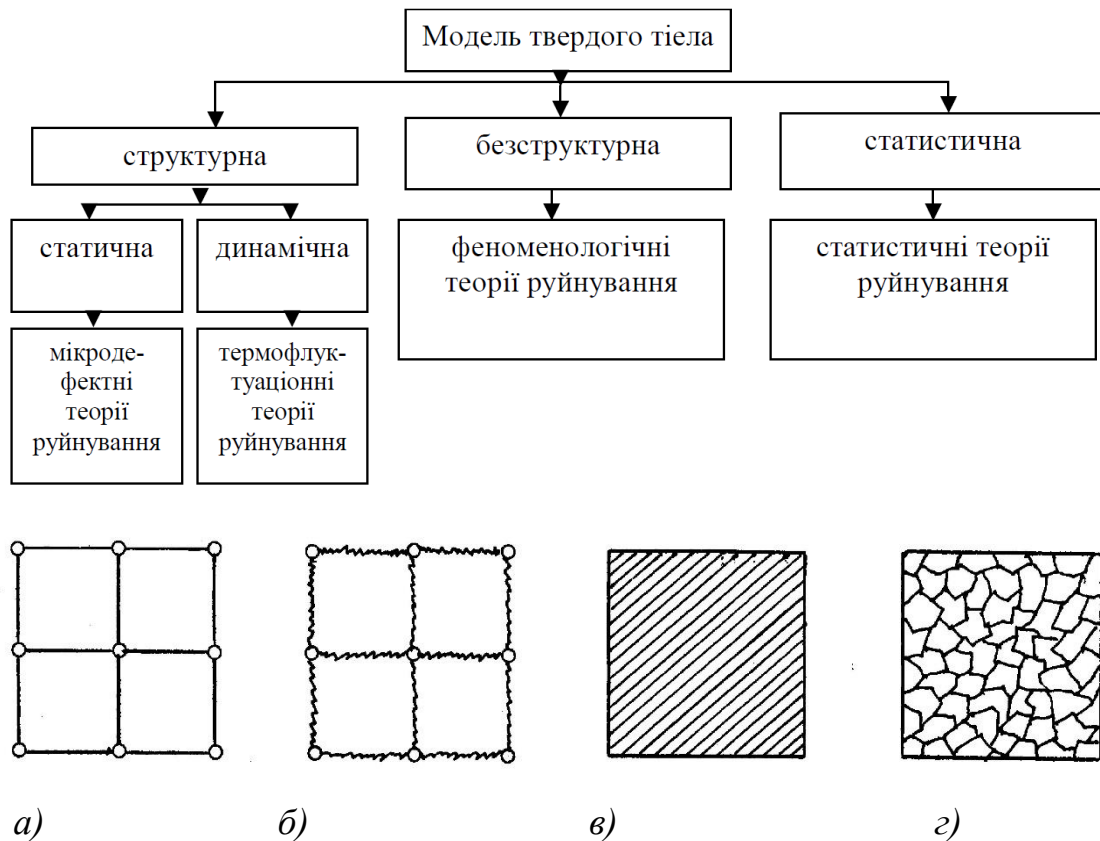 Модель твердого тієла
структурна
безструктурна
статистична
статична
динамічна
феноменологічні
теорії руйнування
статистичні теорії
руйнування
мікроде-
фектні
теорії
руйнування
термофлук-
туаціонні
теорії
руйнування
а)
б)
в)
г)